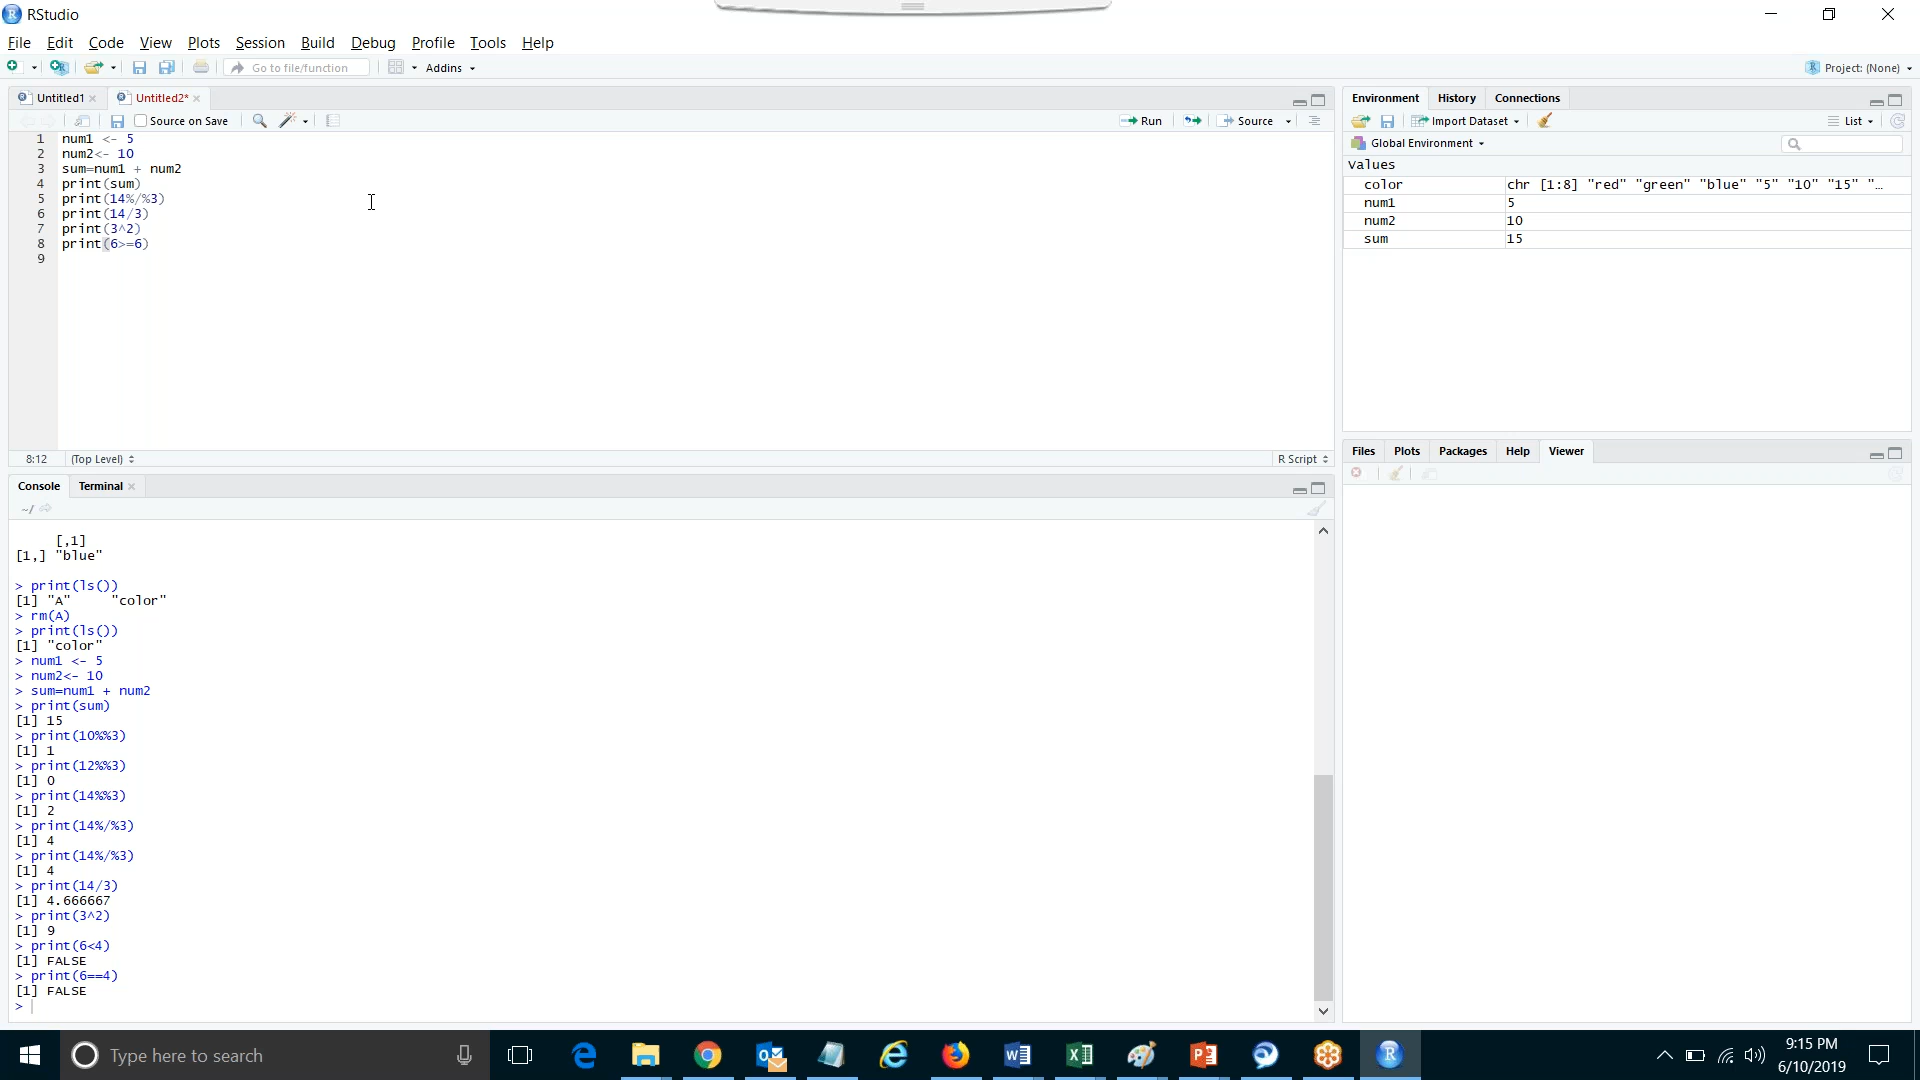 RStudio
File Edit Code View Plots Session Build Debug Profile Tools Help
Go to file/function Addins Project: (None)
Untitled1 Untitled2*
Source on Save Run Source
1 num1 <- 5
2 num2<- 10
3 sum=num1 + num2
4 print(sum)
5 print(14%/%3)
6 print(14/3)
7 print(3^2)
8 print(6>=6)
9
8:12 (Top Level) R Script
Console Terminal
~/
[,1]
[1,] "blue"
> print(ls())
[1] "A" "color"
> rm(A)
> print(ls())
[1] "color"
> num1 <- 5
> num2<- 10
> sum=num1 + num2
> print(sum)
[1] 15
> print(10%%3)
[1] 1
> print(12%%3)
[1] 0
> print(14%%3)
[1] 2
> print(14%/%3)
[1] 4
> print(14%/%3)
[1] 4
> print(14/3)
[1] 4.666667
> print(3^2)
[1] 9
> print(6<4)
[1] FALSE
> print(6==4)
[1] FALSE
>
Environment History Connections
Import Dataset List
Global Environment
Values
color chr [1:8] "red" "green" "blue" "5" "10" "15" "…
num1 5
num2 10
sum 15
Files Plots Packages Help Viewer
Type here to search
9:15 PM
6/10/2019